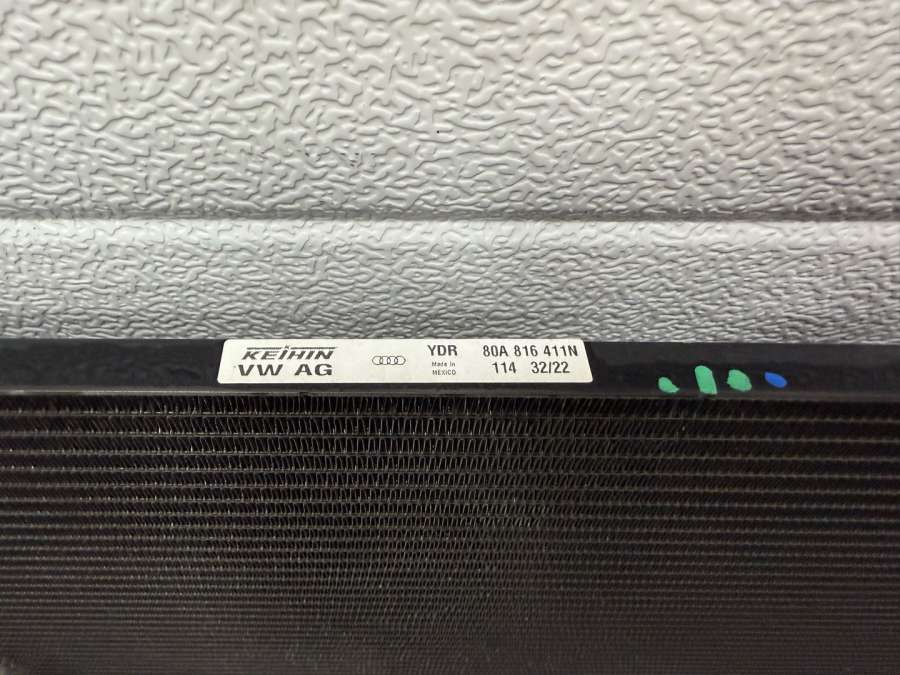 KEIHIN YDR 80A 816 411N
VW AG Made in MEXICO 114 32/22